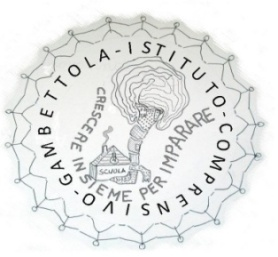 ISTITUTO-COMPRENSIVO-GAMBETTOLA-
CRESCERE INSIEME PER IMPARARE
SCUOLA